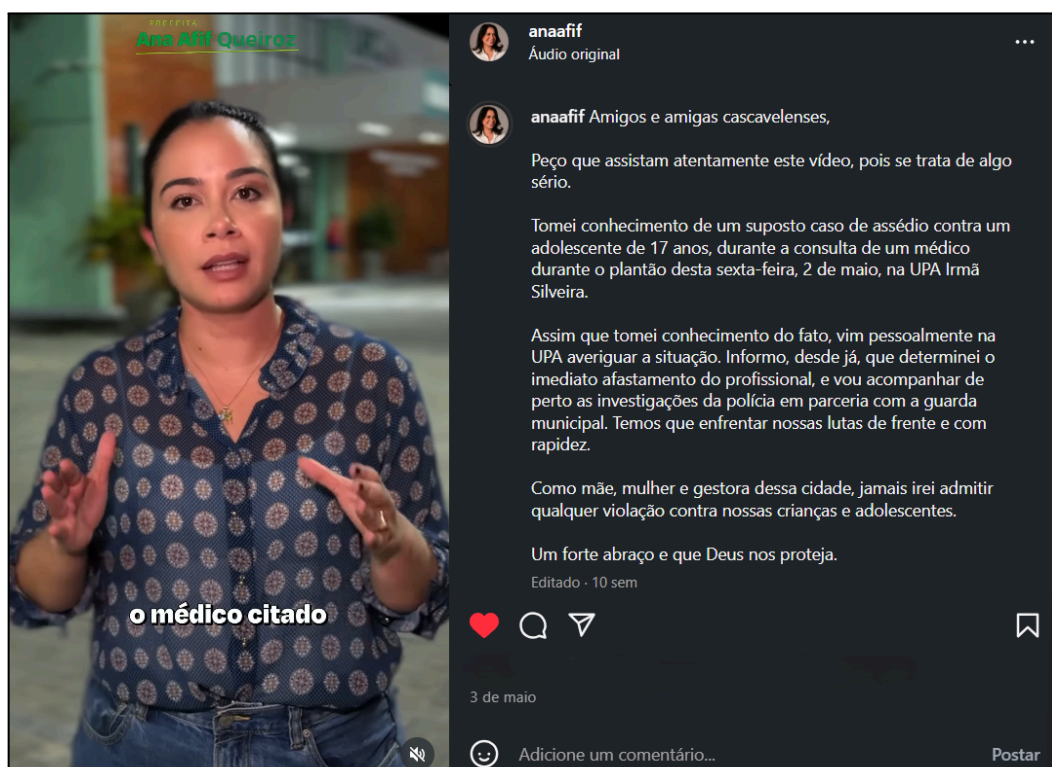 PREFEITA
Ana Afif Queiroz
o médico citado
anaafif
Áudio original
anaafif Amigos e amigas cascavelenses,
Peço que assistam atentamente este vídeo, pois se trata de algo
sério.
Tomei conhecimento de um suposto caso de assédio contra um
adolescente de 17 anos, durante a consulta de um médico
durante o plantão desta sexta-feira, 2 de maio, na UPA Irmã
Silveira.
Assim que tomei conhecimento do fato, vim pessoalmente na
UPA averiguar a situação. Informo, desde já, que determinei o
imediato afastamento do profissional, e vou acompanhar de
perto as investigações da polícia em parceria com a guarda
municipal. Temos que enfrentar nossas lutas de frente e com
rapidez.
Como mãe, mulher e gestora dessa cidade, jamais irei admitir
qualquer violação contra nossas crianças e adolescentes.
Um forte abraço e que Deus nos proteja.
Editado · 10 sem
3 de maio
Adicione um comentário...
Postar